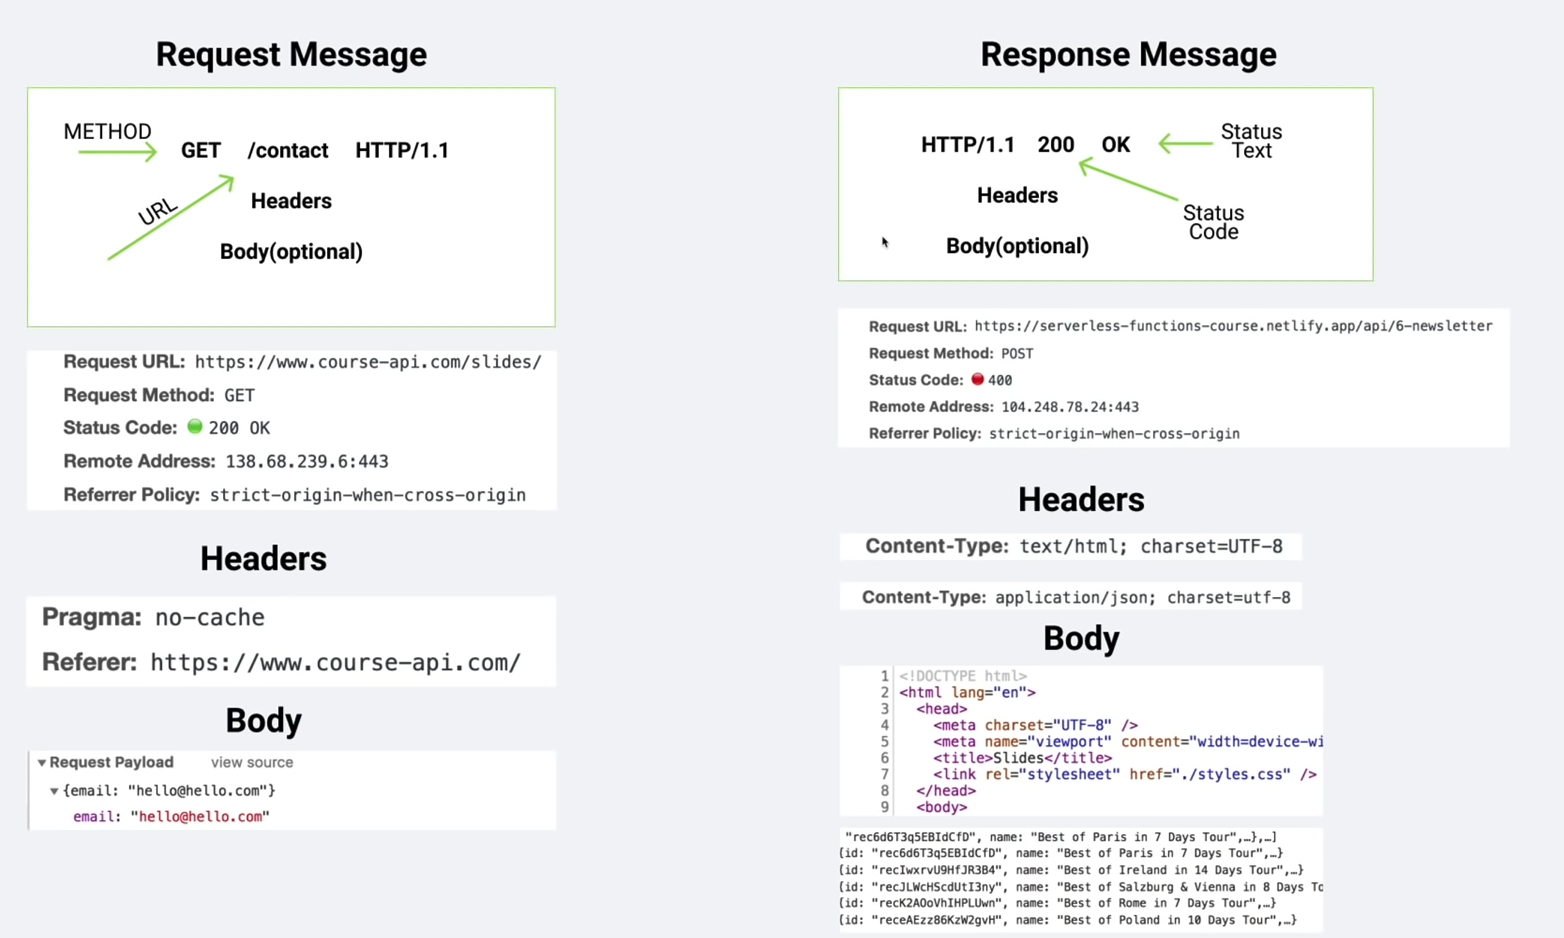 Request Message
METHOD
GET /contact HTTP/1.1
URL
Headers
Body(optional)
Request URL: https://www.course-api.com/slides/
Request Method: GET
Status Code: 200 OK
Remote Address: 138.68.239.6:443
Referrer Policy: strict-origin-when-cross-origin
Headers
Pragma: no-cache
Referer: https://www.course-api.com/
Body
Request Payload view source
{email: "hello@hello.com"}
email: "hello@hello.com"
Response Message
HTTP/1.1 200 OK
Status
Text
Headers
Status
Code
Body(optional)
Request URL: https://serverless-functions-course.netlify.app/api/6-newsletter
Request Method: POST
Status Code: 400
Remote Address: 104.248.78.24:443
Referrer Policy: strict-origin-when-cross-origin
Headers
Content-Type: text/html; charset=UTF-8
Content-Type: application/json; charset=utf-8
Body
1 <!DOCTYPE html>
2 <html lang="en">
3 <head>
4 <meta charset="UTF-8" />
5 <meta name="viewport" content="width=device-wi
6 <title>Slides</title>
7 <link rel="stylesheet" href="./styles.css" />
8 </head>
9 <body>
"rec6d6T3q5EBIdCfD", name: "Best of Paris in 7 Days Tour",…},…]
{id: "rec6d6T3q5EBIdCfD", name: "Best of Paris in 7 Days Tour",…}
{id: "recIwxrvU9HfJR3B4", name: "Best of Ireland in 14 Days Tour",…}
{id: "recJLWcHScdUtI3ny", name: "Best of Salzburg & Vienna in 8 Days To
{id: "recK2AOoVhIHPLUwn", name: "Best of Rome in 7 Days Tour",…}
{id: "receAEzz86KzW2gvH", name: "Best of Poland in 10 Days Tour",…}